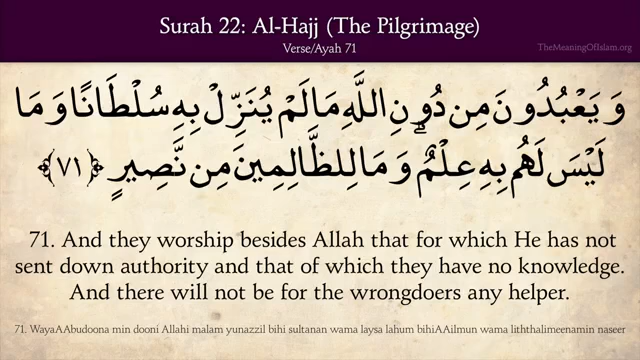 Surah 22: Al-Hajj (The Pilgrimage)
Verse/Ayah 71
TheMeaningOfIslam.org
وَيَعْبُدُونَ مِن دُونِ اللَّهِ مَا لَمْ يُنَزِّلْ بِهِ سُلْطَانًا وَمَا
لَيْسَ لَهُم بِهِ عِلْمٌ ۗ وَمَا لِلظَّالِمِينَ مِن نَّصِيرٍ ﴿٧١﴾
71. And they worship besides Allah that for which He has not
sent down authority and that of which they have no knowledge.
And there will not be for the wrongdoers any helper.
71. WayaAAbudoona min dooni Allahi malam yunazzil bihi sultanan wama laysa lahum bihiAAilmun wama liththalimeenamin naseer